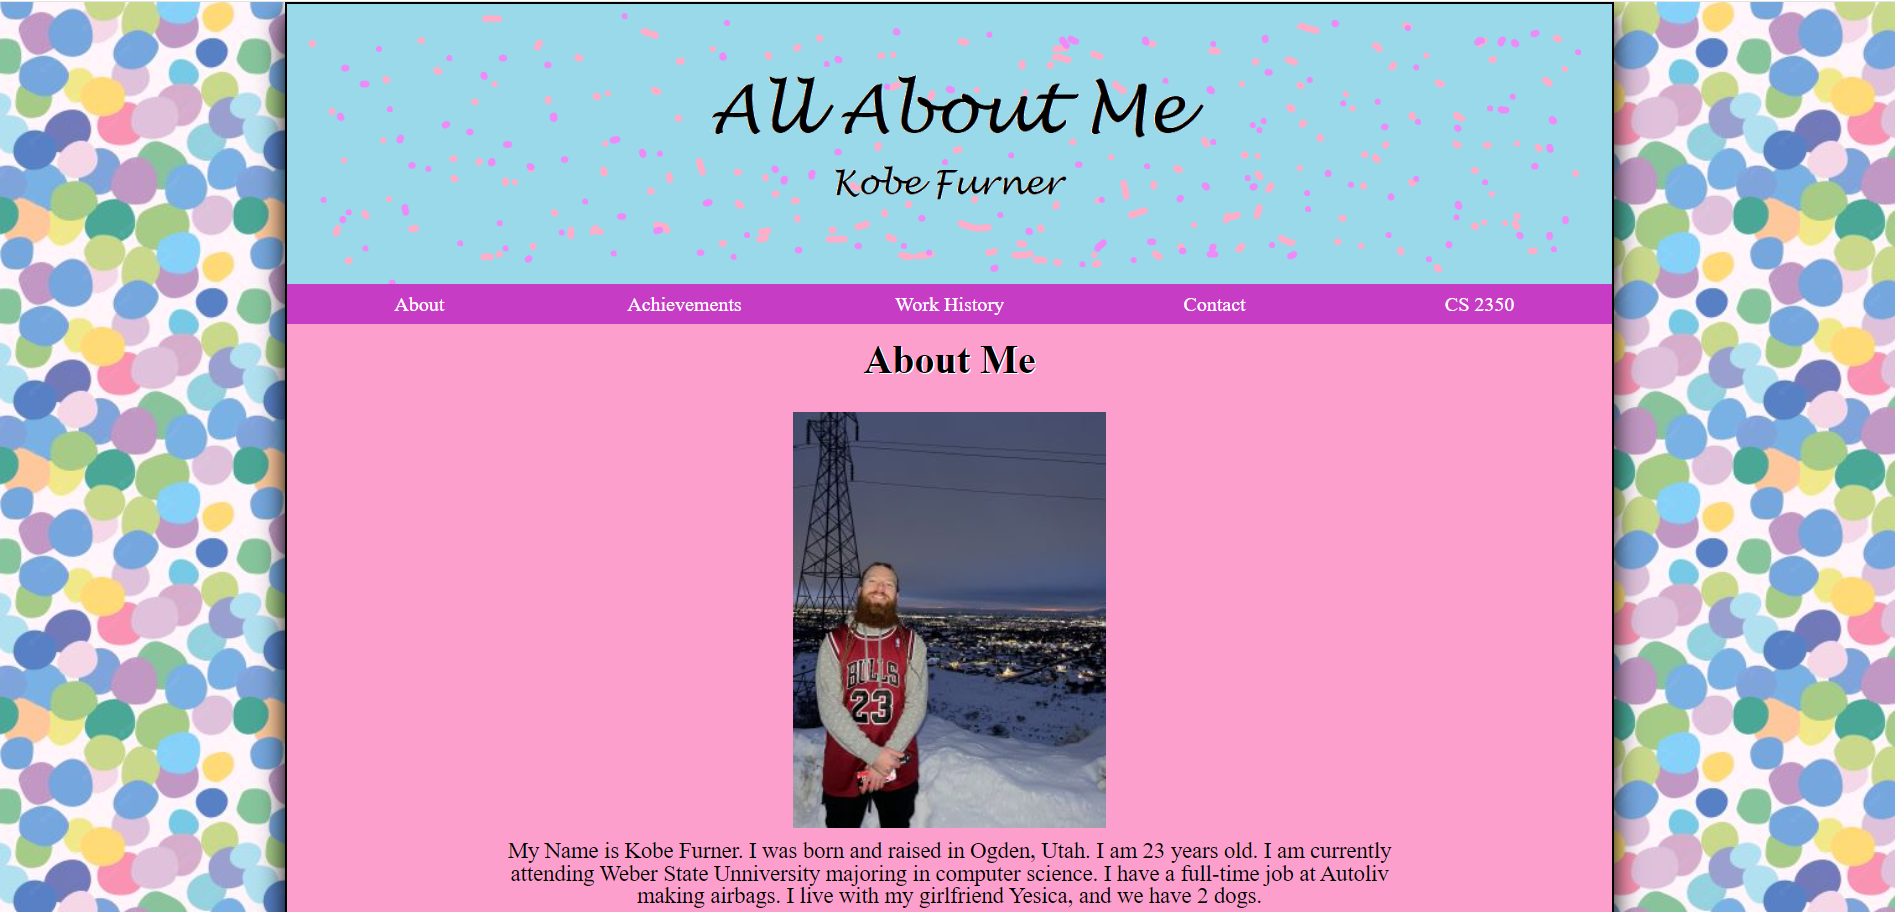 All About Me
Kobe Furner
About Achievements Work History Contact CS 2350
About Me
BULLS
23
My Name is Kobe Furner. I was born and raised in Ogden, Utah. I am 23 years old. I am currently
attending Weber State Unniversity majoring in computer science. I have a full-time job at Autoliv
making airbags. I live with my girlfriend Yesica, and we have 2 dogs.